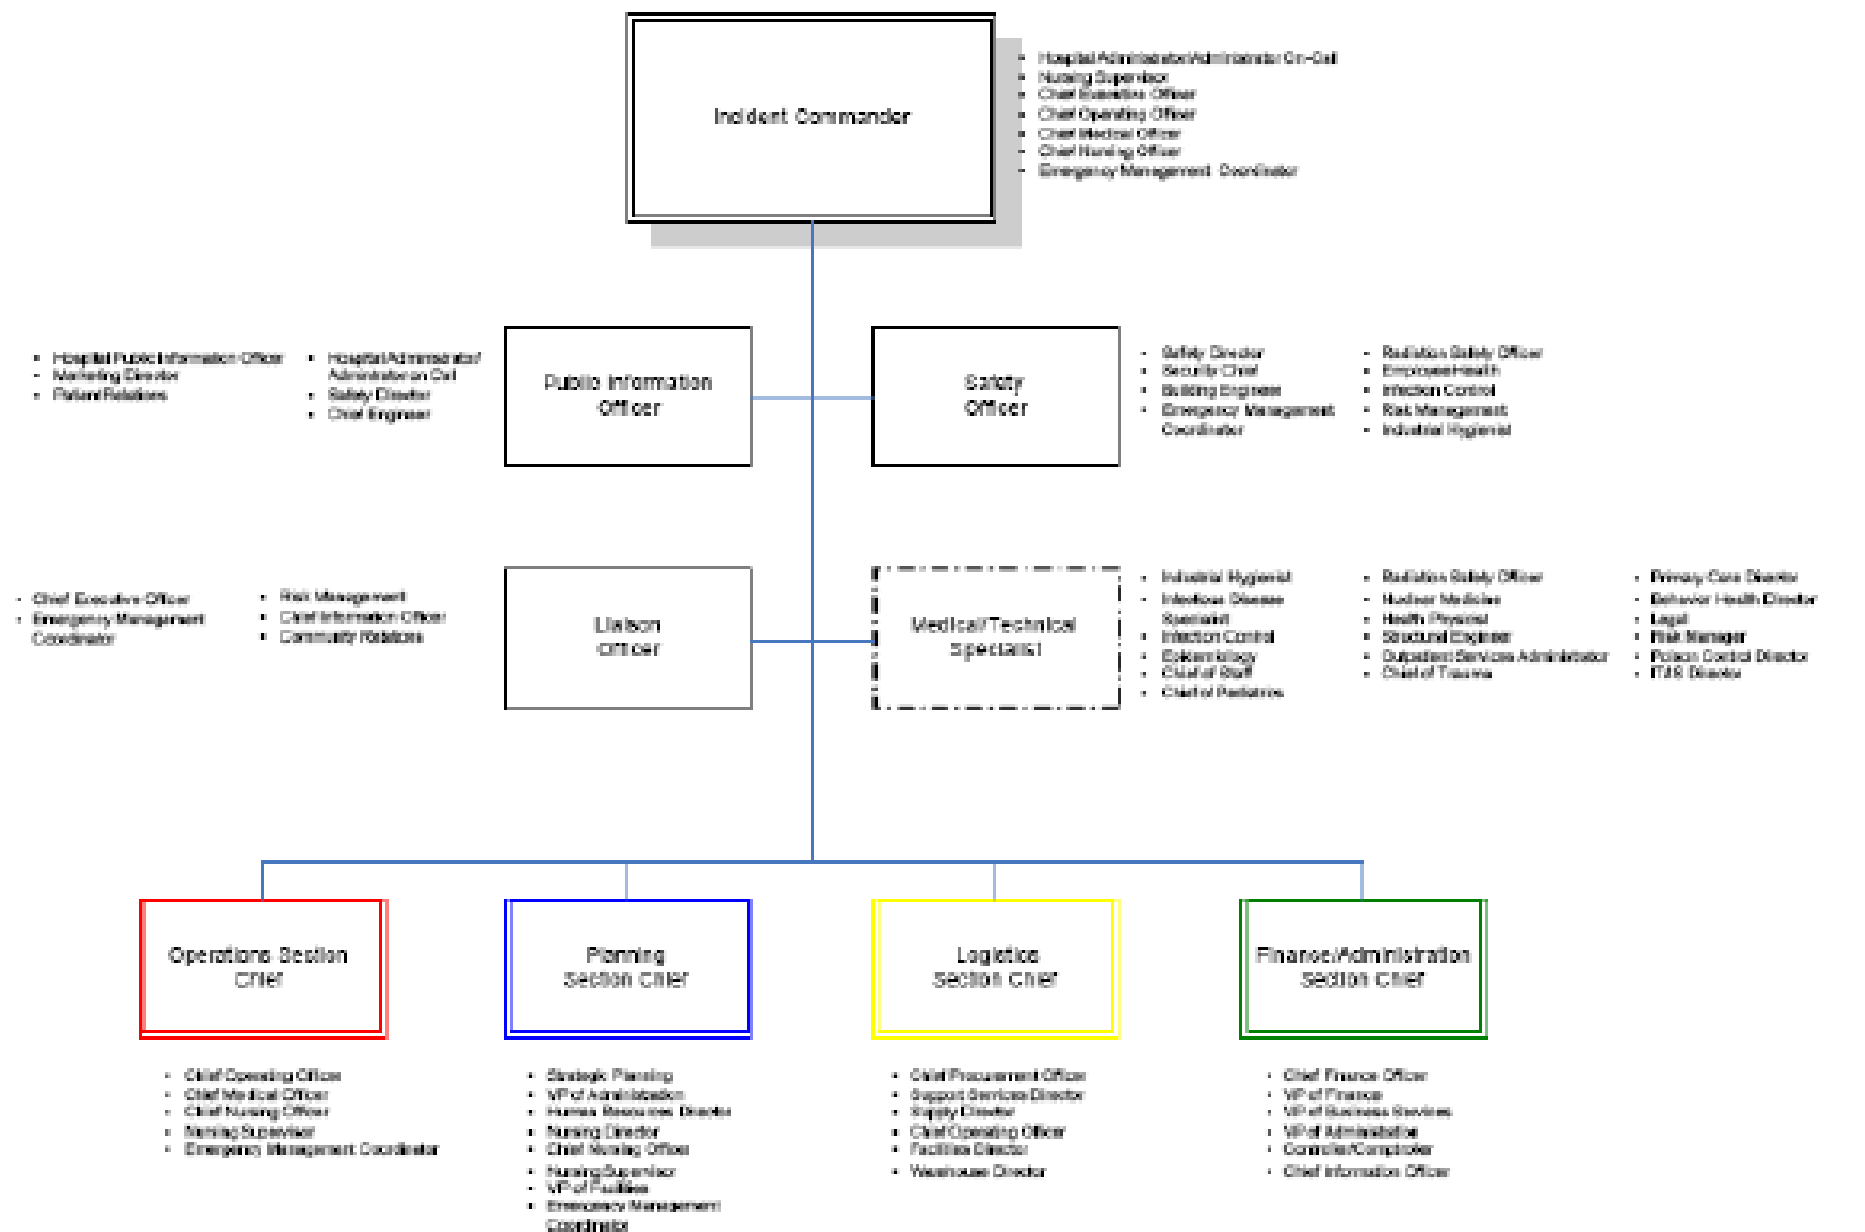 Incident Commander
Hospital Administrator/Administrator On-Call
Nursing Supervisor
Chief Executive Officer
Chief Operating Officer
Chief Medical Officer
Chief Nursing Officer
Emergency Management Coordinator
Hospital Public Information Officer
Marketing Director
Patient Relations
Hospital Administrator/
Administrator on Call
Safety Director
Chief Engineer
Public Information
Officer
Safety
Officer
Safety Director
Security Chief
Building Engineer
Emergency Management
Coordinator
Radiation Safety Officer
Employee Health
Infection Control
Risk Management
Industrial Hygienist
Chief Executive Officer
Emergency Management
Coordinator
Risk Management
Chief Information Officer
Community Relations
Liaison
Officer
Medical/Technical
Specialist
Industrial Hygienist
Infectious Disease
Specialist
Infection Control
Epidemiology
Chief of Staff
Chief of Pediatrics
Radiation Safety Officer
Nuclear Medicine
Health Physicist
Structural Engineer
Outpatient Services Administrator
Chief of Trauma
Primary Care Director
Behavior Health Director
Legal
Risk Manager
Poison Control Director
IT/IS Director
Operations Section
Chief
Planning
Section Chief
Logistics
Section Chief
Finance/Administration
Section Chief
Chief Operating Officer
Chief Medical Officer
Chief Nursing Officer
Nursing Supervisor
Emergency Management Coordinator
Strategic Planning
VP of Administration
Human Resources Director
Nursing Director
Chief Nursing Officer
Nursing Supervisor
VP of Facilities
Emergency Management
Coordinator
Chief Procurement Officer
Support Services Director
Supply Director
Chief Operating Officer
Facilities Director
Warehouse Director
Chief Finance Officer
VP of Finance
VP of Business Services
VP of Administration
Controller/Comptroller
Chief Information Officer